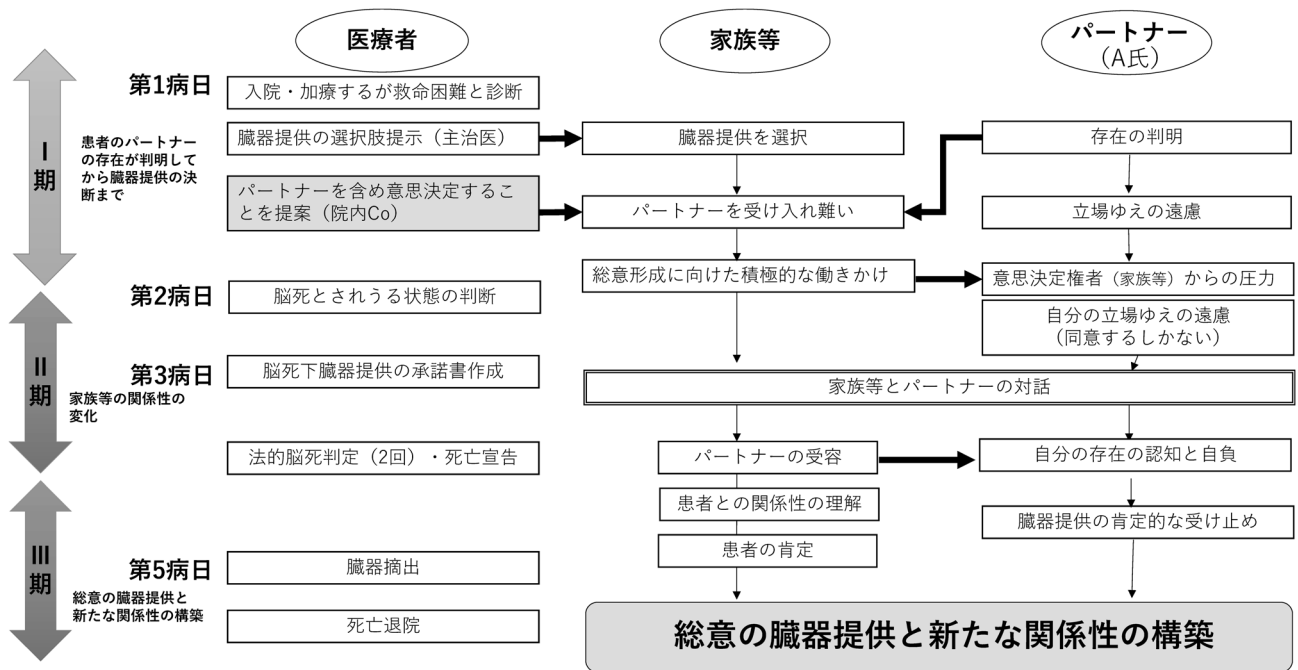 医療者
家族等
パートナー
（A氏）
第1病日
入院・加療するが救命困難と診断
Ⅰ
期
患者のパートナー
の存在が判明して
から臓器提供の決
断まで
臓器提供の選択肢提示（主治医）
臓器提供を選択
存在の判明
パートナーを含め意思決定するこ
とを提案（院内Co）
パートナーを受け入れ難い
立場ゆえの遠慮
総意形成に向けた積極的な働きかけ
意思決定権者（家族等）からの圧力
第2病日
脳死とされうる状態の判断
自分の立場ゆえの遠慮
（同意するしかない）
Ⅱ
期
第3病日
脳死下臓器提供の承諾書作成
家族等の関係性の
変化
家族等とパートナーの対話
法的脳死判定（2回）・死亡宣告
パートナーの受容
自分の存在の認知と自負
患者との関係性の理解
臓器提供の肯定的な受け止め
患者の肯定
Ⅲ
期
第5病日
臓器摘出
総意の臓器提供と
新たな関係性の構築
死亡退院
総意の臓器提供と新たな関係性の構築